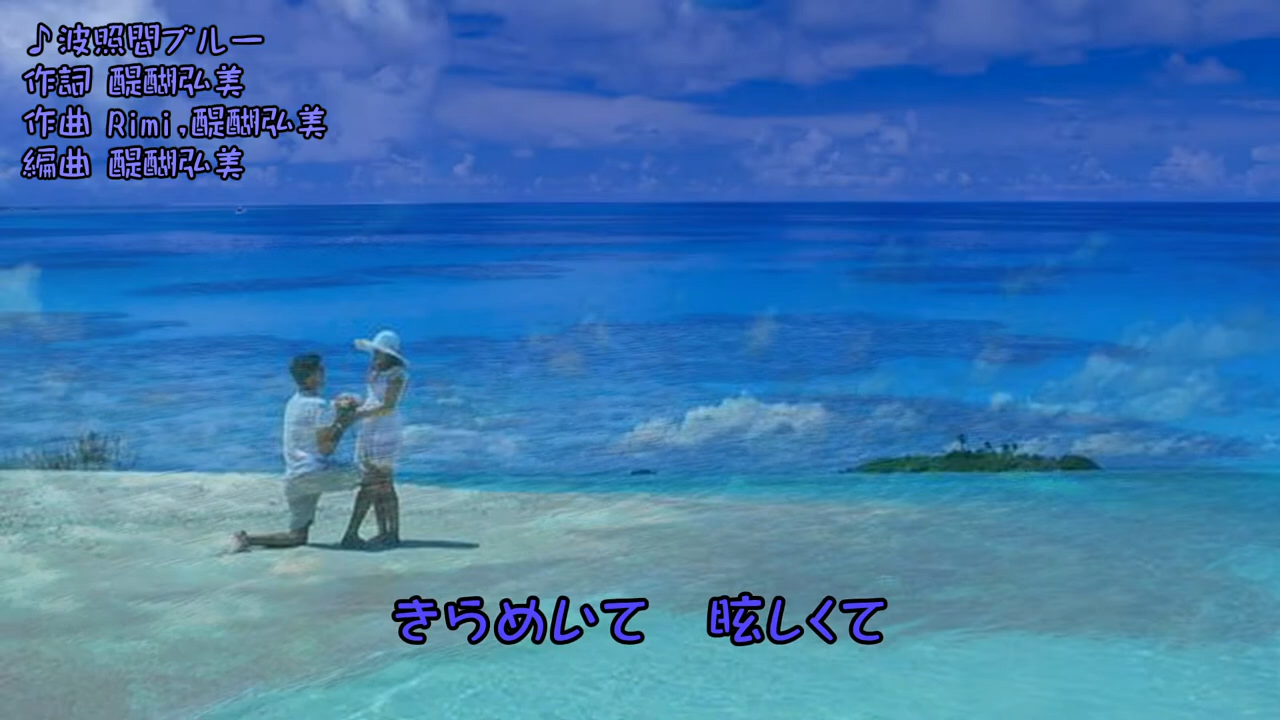 ♪波照間ブルー
作詞 醍醐弘美
作曲 Rimi,醍醐弘美
編曲 醍醐弘美
きらめいて　眩しくて